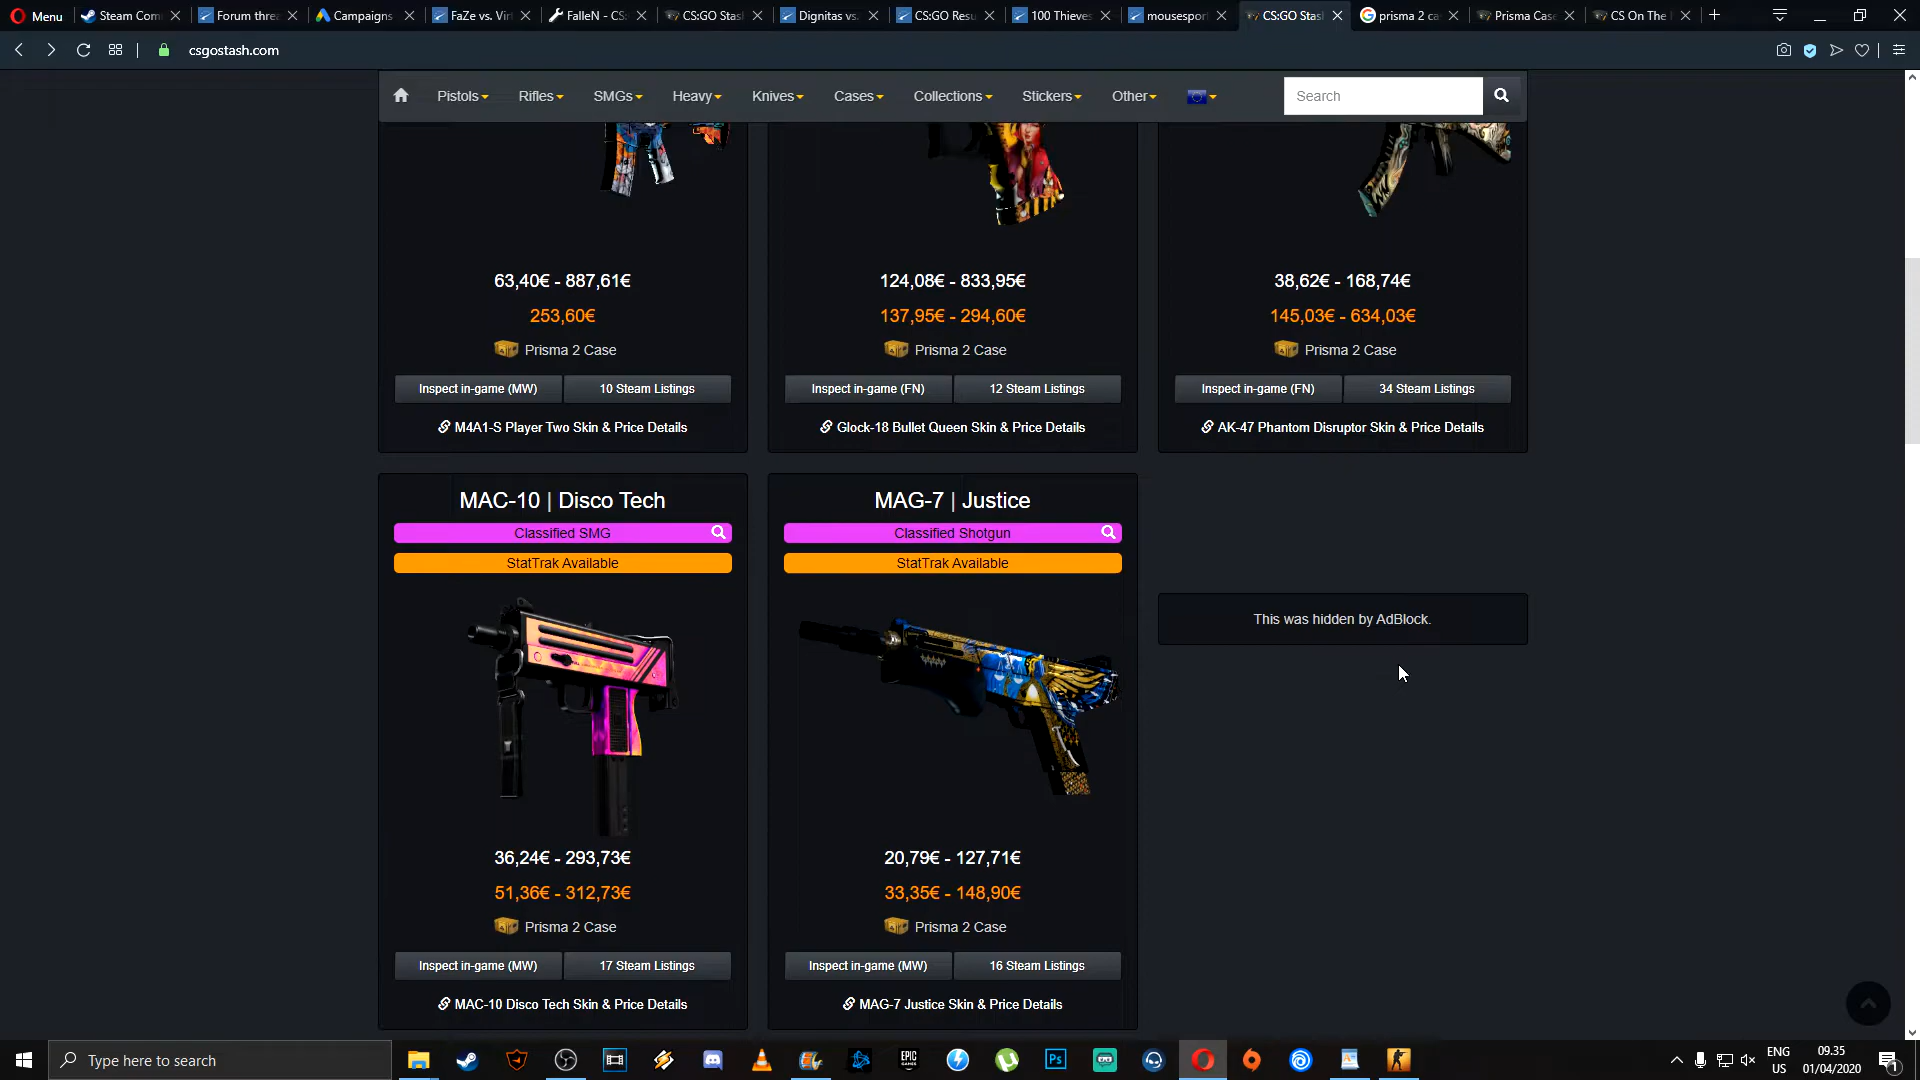 Menu
Steam Com
Forum thre
Campaigns
FaZe vs. Virt
FalleN - CS:
CS:GO Stas
Dignitas vs.
CS:GO Resu
100 Thieves
mousesport
CS:GO Stas
prisma 2 ca
Prisma Case
CS On The
csgostash.com
Pistols
Rifles
SMGs
Heavy
Knives
Cases
Collections
Stickers
Other
Search
63,40€ - 887,61€
253,60€
Prisma 2 Case
Inspect in-game (MW)
10 Steam Listings
M4A1-S Player Two Skin & Price Details
124,08€ - 833,95€
137,95€ - 294,60€
Prisma 2 Case
Inspect in-game (FN)
12 Steam Listings
Glock-18 Bullet Queen Skin & Price Details
38,62€ - 168,74€
145,03€ - 634,03€
Prisma 2 Case
Inspect in-game (FN)
34 Steam Listings
AK-47 Phantom Disruptor Skin & Price Details
MAC-10 | Disco Tech
Classified SMG
StatTrak Available
36,24€ - 293,73€
51,36€ - 312,73€
Prisma 2 Case
Inspect in-game (MW)
17 Steam Listings
MAC-10 Disco Tech Skin & Price Details
MAG-7 | Justice
Classified Shotgun
StatTrak Available
20,79€ - 127,71€
33,35€ - 148,90€
Prisma 2 Case
Inspect in-game (MW)
16 Steam Listings
MAG-7 Justice Skin & Price Details
This was hidden by AdBlock.
Type here to search
EPIC
GAMES
Ps
ENG
US
09.35
01/04/2020
1